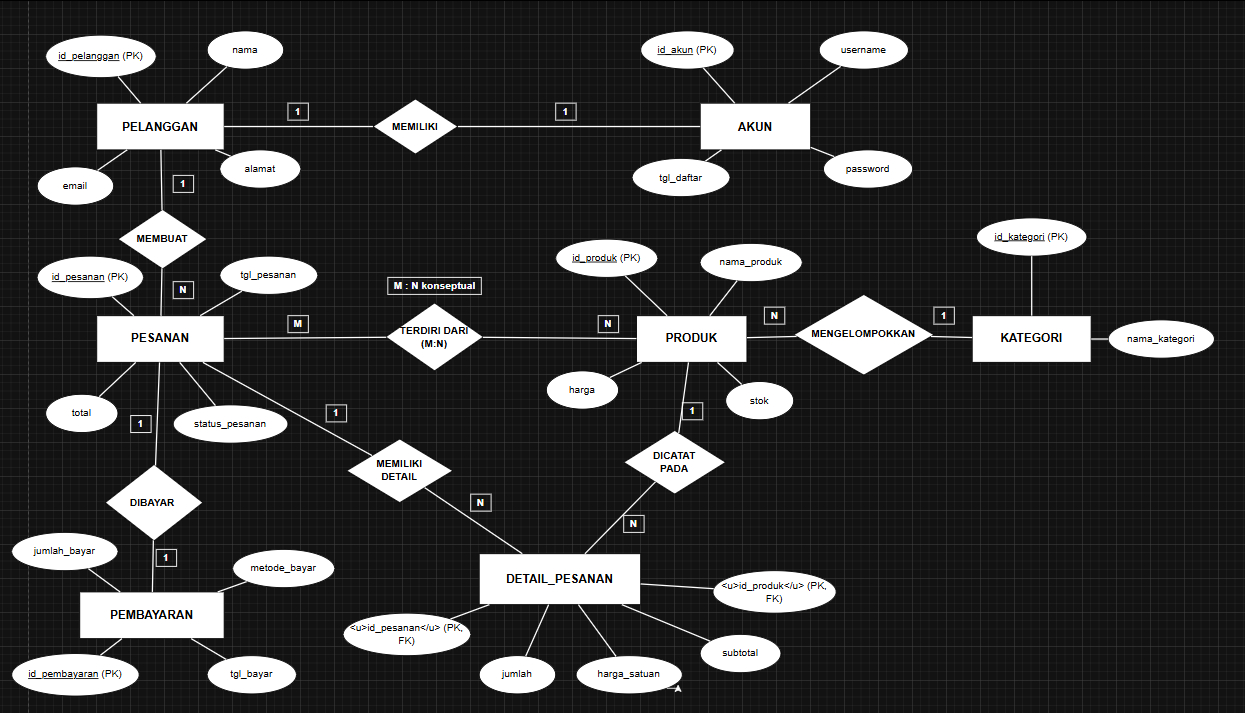 id_pelanggan (PK)
nama
id_akun (PK)
username
1
1
PELANGGAN
MEMILIKI
AKUN
email
alamat
tgl_daftar
password
1
MEMBUAT
id_kategori (PK)
id_pesanan (PK)
tgl_pesanan
id_produk (PK)
nama_produk
N
M : N konseptual
M
N
N
1
PESANAN
TERDIRI DARI
(M:N)
PRODUK
MENGELOMPOKKAN
KATEGORI
nama_kategori
harga
stok
total
status_pesanan
1
1
1
MEMILIKI
DETAIL
DICATAT
PADA
DIBAYAR
N
N
jumlah_bayar
1
metode_bayar
DETAIL_PESANAN
<u>id_produk</u> (PK,
FK)
PEMBAYARAN
<u>id_pesanan</u> (PK,
FK)
subtotal
id_pembayaran (PK)
tgl_bayar
jumlah
harga_satuan